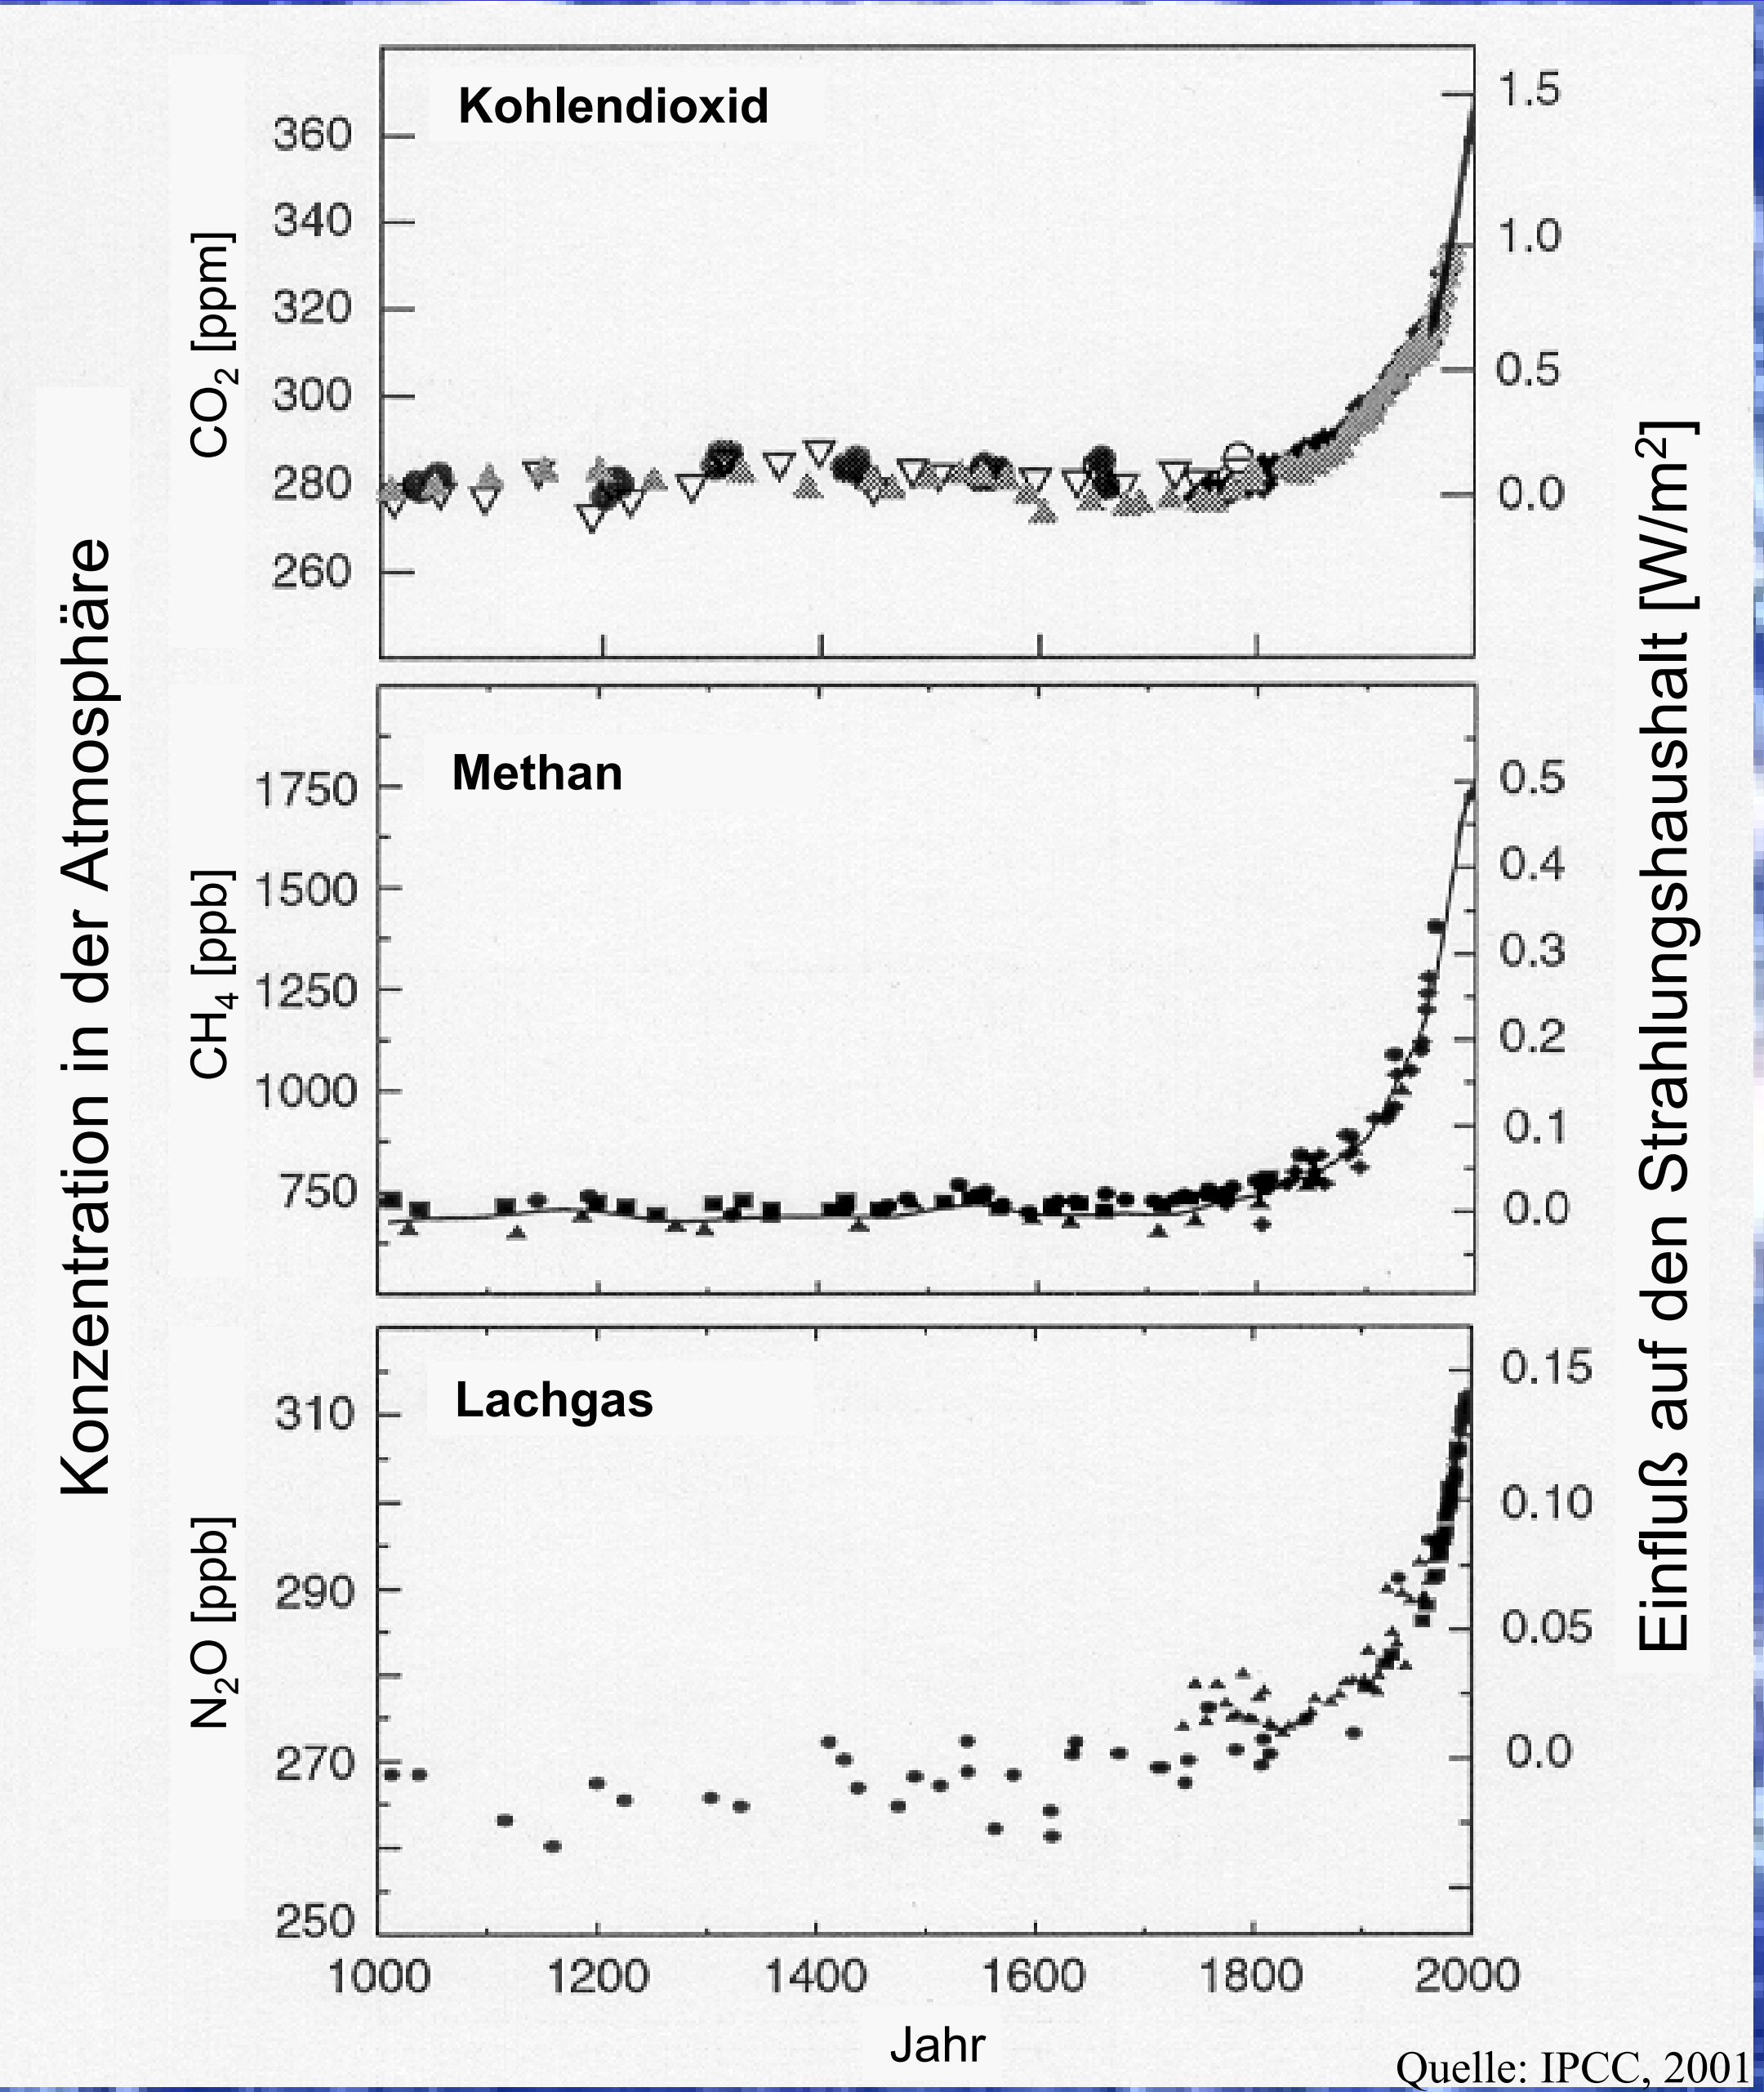 Konzentration in der Atmosphäre
Kohlendioxid
CO2 [ppm]
360
340
320
300
280
260
1.5
1.0
0.5
0.0
Methan
CH4 [ppb]
1750
1500
1250
1000
750
0.5
0.4
0.3
0.2
0.1
0.0
Lachgas
N2O [ppb]
310
290
270
250
0.15
0.10
0.05
0.0
1000 1200 1400 1600 1800 2000
Jahr
Einfluß auf den Strahlungshaushalt [W/m2]
Quelle: IPCC, 2001